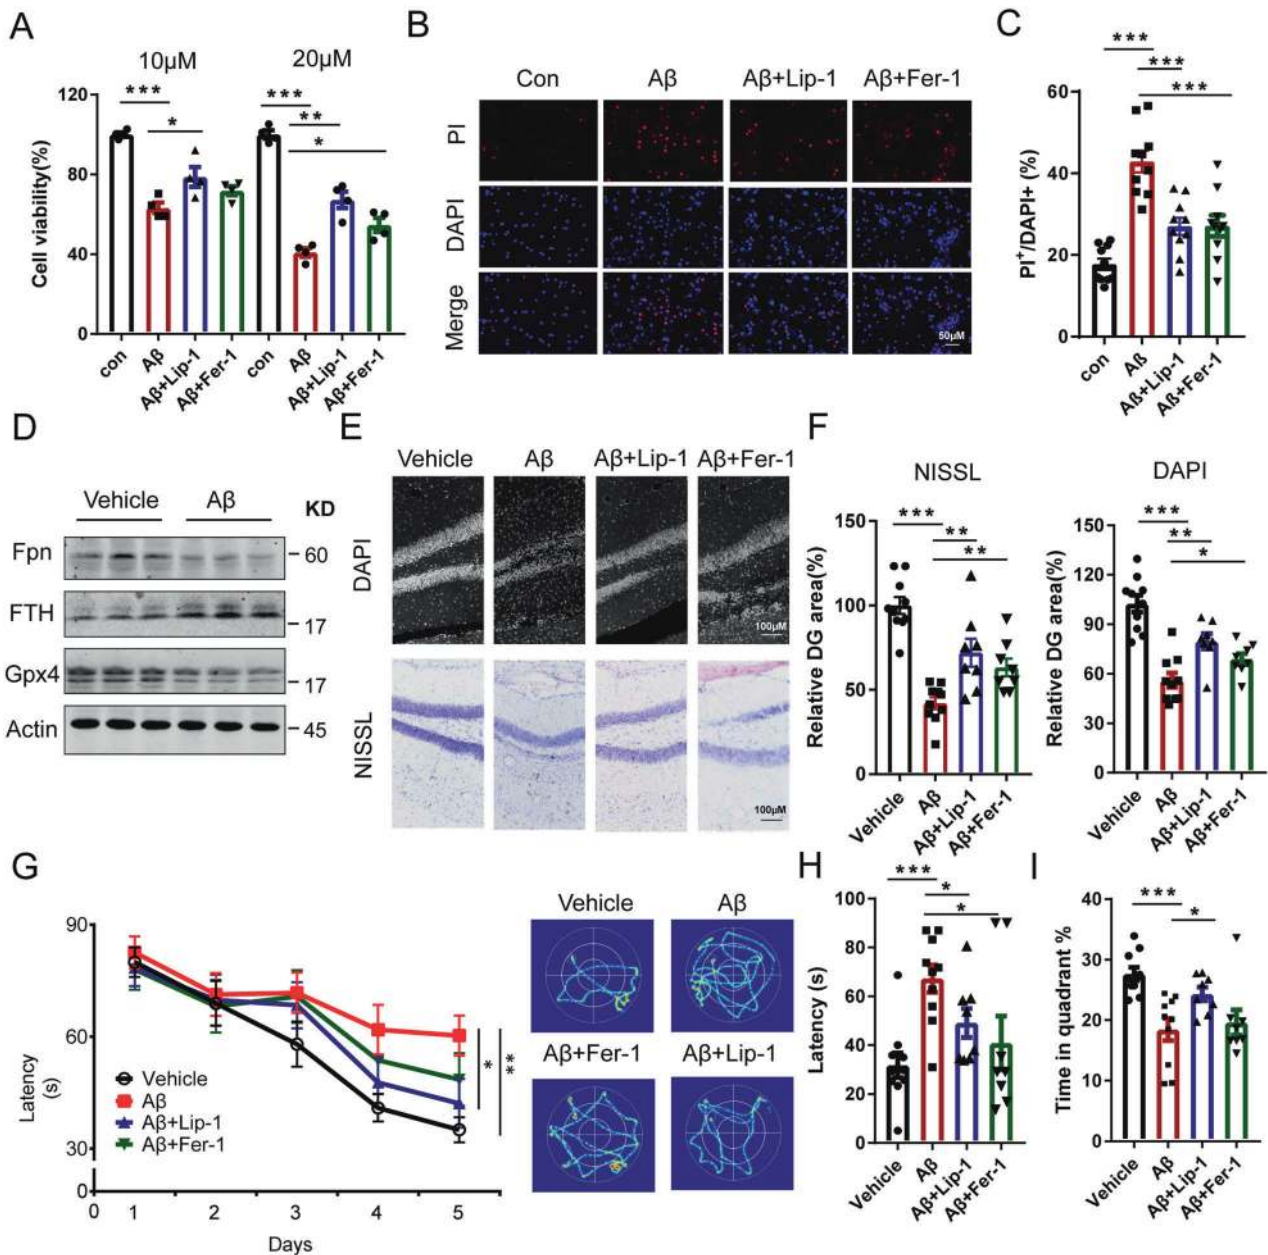 A
10μM 20μM
*** *** **
* *
Cell viability(%)
120
80
40
0
con Aβ Aβ+Lip-1 Aβ+Fer-1 con Aβ Aβ+Lip-1 Aβ+Fer-1
B
Con Aβ Aβ+Lip-1 Aβ+Fer-1
PI
DAPI
Merge
50μM
C
***
***
***
PI+/DAPI+ (%)
60
40
20
0
con Aβ Aβ+Lip-1 Aβ+Fer-1
D
Vehicle Aβ KD
Fpn 60
FTH 17
Gpx4 17
Actin 45
E
Vehicle Aβ Aβ+Lip-1 Aβ+Fer-1
DAPI
100μM
NISSL
100μM
F
NISSL
*** **
**
Relative DG area(%)
150
100
50
0
Vehicle Aβ Aβ+Lip-1 Aβ+Fer-1
DAPI
***
**
*
Relative DG area(%)
150
120
90
60
30
0
Vehicle Aβ Aβ+Lip-1 Aβ+Fer-1
G
Latency
(s)
90
60
30
0
Vehicle
Aβ
Aβ+Lip-1
Aβ+Fer-1
* **
0 1 2 3 4 5
Days
Vehicle Aβ
Aβ+Fer-1 Aβ+Lip-1
H
***
*
*
Latency (s)
100
80
60
40
20
0
Vehicle Aβ Aβ+Lip-1 Aβ+Fer-1
I
***
*
Time in quadrant %
40
30
20
10
0
Vehicle Aβ Aβ+Lip-1 Aβ+Fer-1